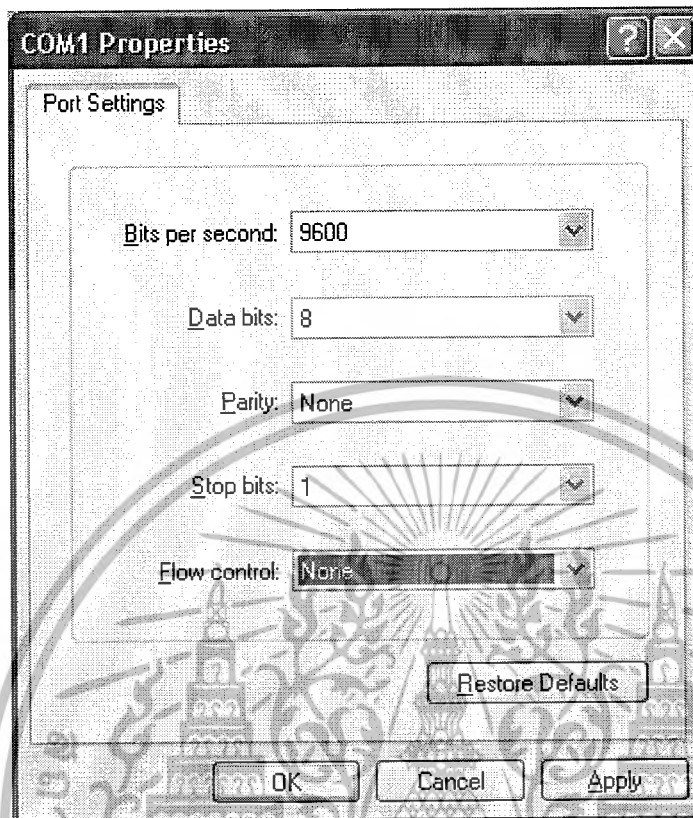 COM1 Properties
Port Settings
Bits per second: 9600
Data bits: 8
Parity: None
Stop bits: 1
Flow control: None
Restore Defaults
OK Cancel Apply